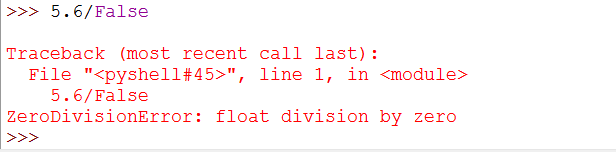 >>> 5.6/False
Traceback (most recent call last):
  File "<pyshell#45>", line 1, in <module>
    5.6/False
ZeroDivisionError: float division by zero
>>>